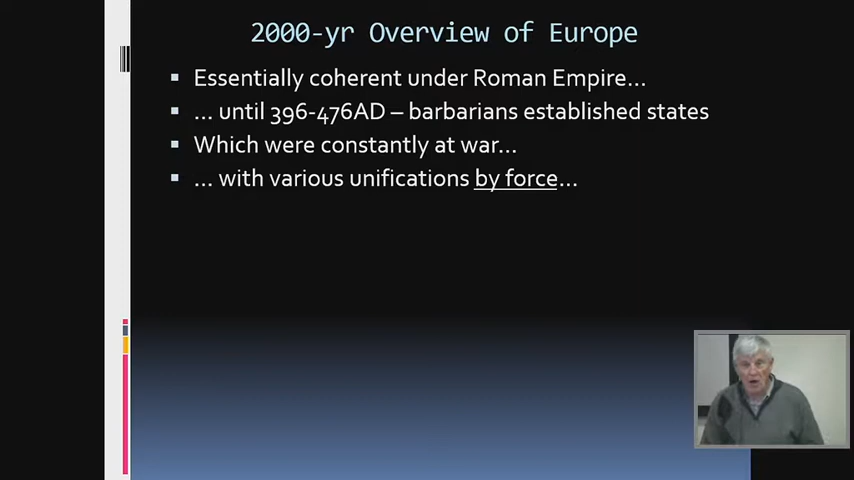 2000-yr Overview of Europe
Essentially coherent under Roman Empire…
… until 396-476AD – barbarians established states
Which were constantly at war…
… with various unifications by force…